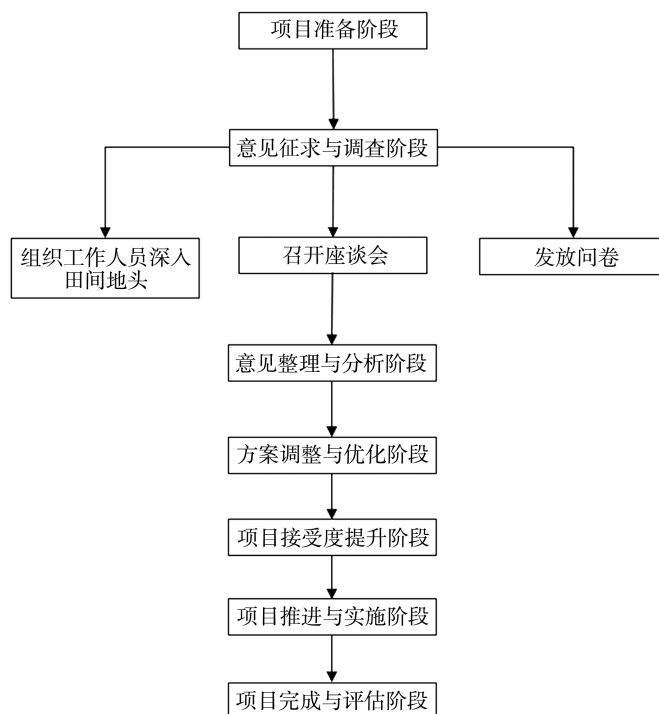 项目准备阶段
意见征求与调查阶段
组织工作人员深入
田间地头
召开座谈会
发放问卷
意见整理与分析阶段
方案调整与优化阶段
项目接受度提升阶段
项目推进与实施阶段
项目完成与评估阶段